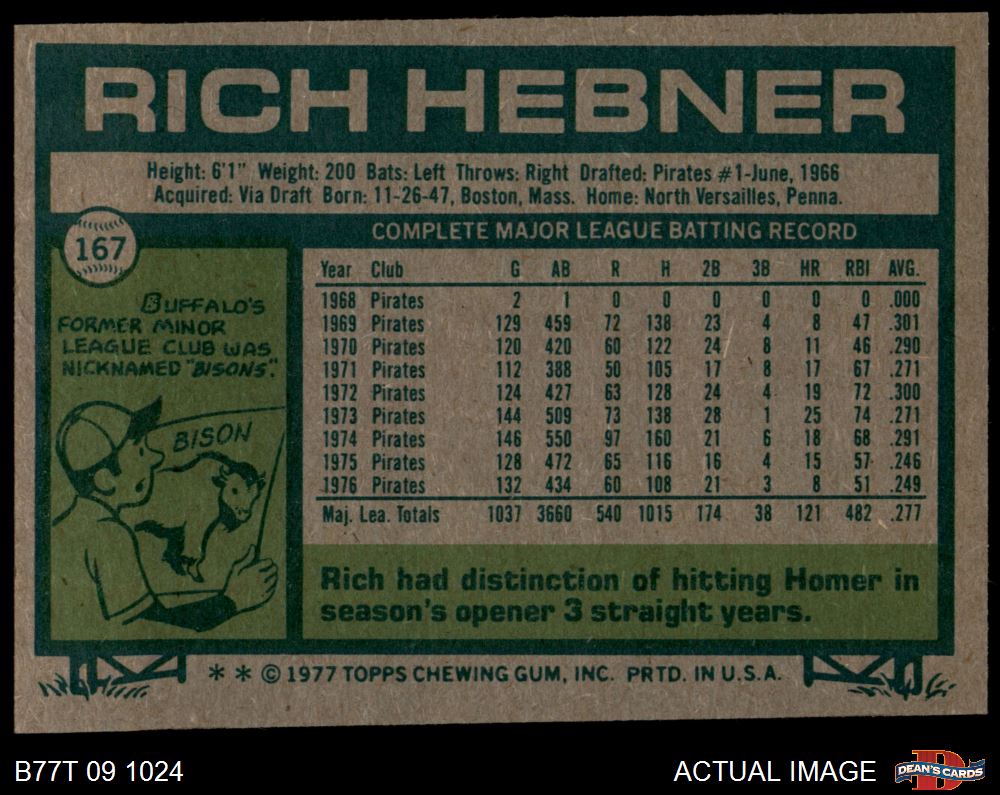 RICH HEBNER
Height: 6'1" Weight: 200 Bats: Left Throws: Right Drafted: Pirates #1-June, 1966
Acquired: Via Draft Born: 11-26-47, Boston, Mass. Home: North Versailles, Penna.
167
BUFFALO'S
FORMER MINOR
LEAGUE CLUB WAS
NICKNAMED "BISONS".
BISON
COMPLETE MAJOR LEAGUE BATTING RECORD
Year Club G AB R H 2B 3B HR RBI AVG.
1968 Pirates 2 1 0 0 0 0 0 0 .000
1969 Pirates 129 459 72 138 23 4 8 47 .301
1970 Pirates 120 420 60 122 24 8 11 46 .290
1971 Pirates 112 388 50 105 17 8 17 67 .271
1972 Pirates 124 427 63 128 24 4 19 72 .300
1973 Pirates 144 509 73 138 28 1 25 74 .271
1974 Pirates 146 550 97 160 21 6 18 68 .291
1975 Pirates 128 472 65 116 16 4 15 57 .246
1976 Pirates 132 434 60 108 21 3 8 51 .249
Maj. Lea. Totals 1037 3660 540 1015 174 38 121 482 .277
Rich had distinction of hitting Homer in
season's opener 3 straight years.
* * © 1977 TOPPS CHEWING GUM, INC. PRTD. IN U.S.A.
B77T 09 1024
ACTUAL IMAGE
DEAN'S CARDS